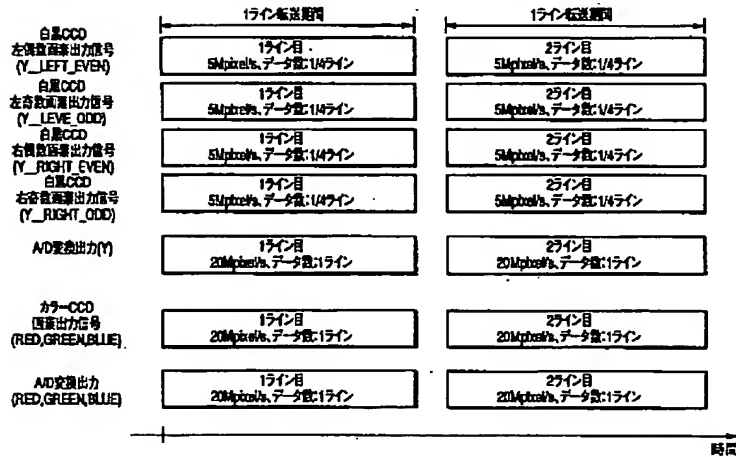 1ライン転送期間 1ライン転送期間
白黒CCD
左偶数画素出力信号
(Y__LEFT_EVEN)
1ライン目
5Mpixel/s、データ数:1/4ライン
2ライン目
5Mpixel/s、データ数:1/4ライン
白黒CCD
左奇数画素出力信号
(Y__LEVE_ODD)
1ライン目
5Mpixel/s、データ数:1/4ライン
2ライン目
5Mpixel/s、データ数:1/4ライン
白黒CCD
右偶数画素出力信号
(Y__RIGHT_EVEN)
1ライン目
5Mpixel/s、データ数:1/4ライン
2ライン目
5Mpixel/s、データ数:1/4ライン
白黒CCD
右奇数画素出力信号
(Y__RIGHT_ODD)
1ライン目
5Mpixel/s、データ数:1/4ライン
2ライン目
5Mpixel/s、データ数:1/4ライン
A/D変換出力(Y)
1ライン目
20Mpixel/s、データ数:1ライン
2ライン目
20Mpixel/s、データ数:1ライン
カラーCCD
画素出力信号
(RED,GREEN,BLUE)
1ライン目
20Mpixel/s、データ数:1ライン
2ライン目
20Mpixel/s、データ数:1ライン
A/D変換出力
(RED,GREEN,BLUE)
1ライン目
20Mpixel/s、データ数:1ライン
2ライン目
20Mpixel/s、データ数:1ライン
時間